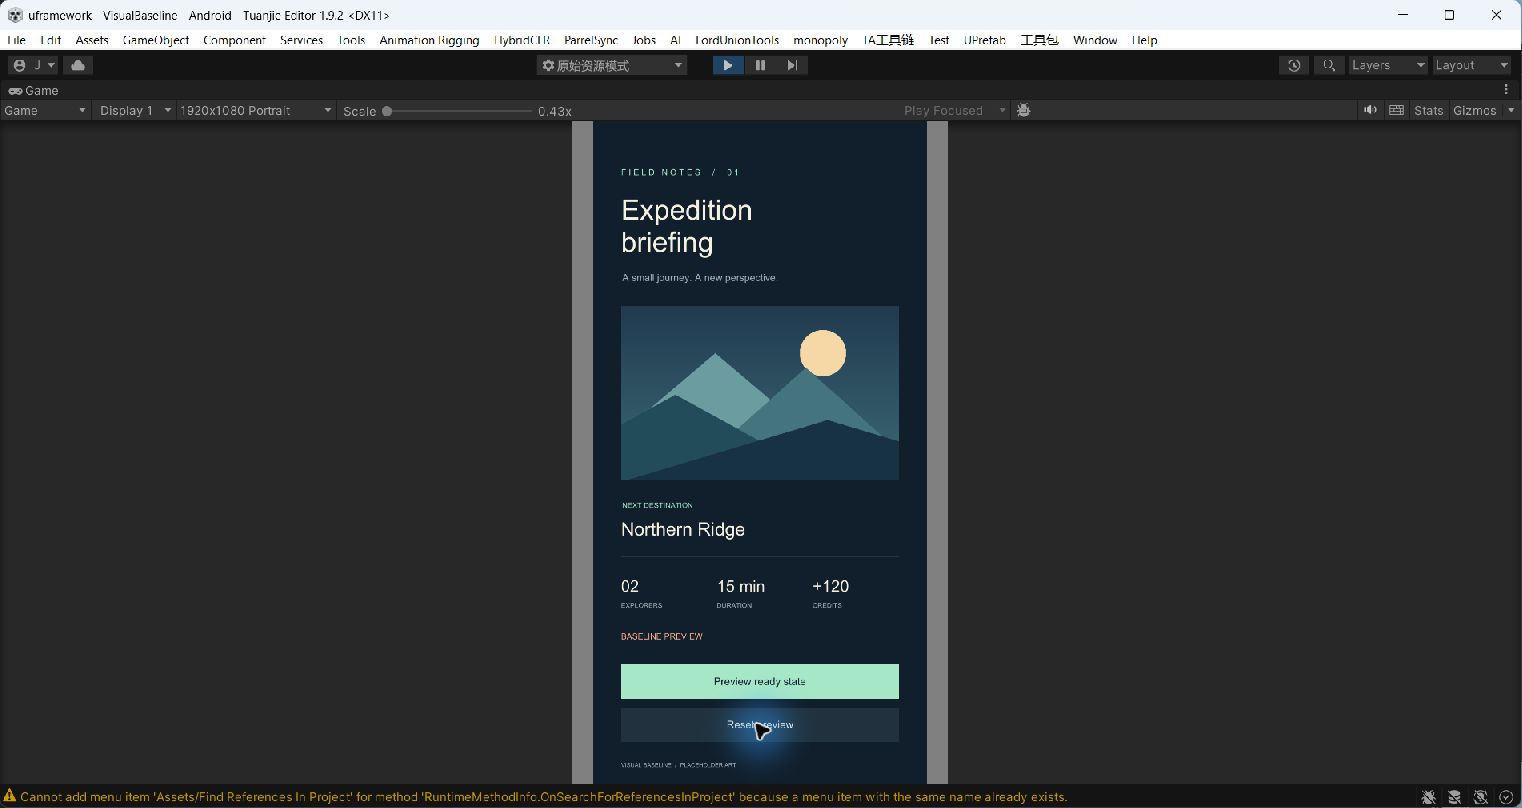 uframework - VisualBaseline - Android - Tuanjie Editor 1.9.2 <DX11>
File Edit Assets GameObject Component Services Tools Animation Rigging HybridCLR ParrelSync Jobs AI LordUnionTools monopoly TA工具链 Test UPrefab 工具包 Window Help
J 原始资源模式 Layers Layout
Game
Game Display 1 1920x1080 Portrait Scale 0.43x Play Focused Stats Gizmos
FIELD NOTES / 01
Expedition
briefing
A small journey. A new perspective.
NEXT DESTINATION
Northern Ridge
02 15 min +120
EXPLORERS DURATION CREDITS
BASELINE PREVIEW
Preview ready state
Reset preview
VISUAL BASELINE / PLACEHOLDER ART
Cannot add menu item 'Assets/Find References In Project' for method 'RuntimeMethodInfo.OnSearchForReferencesInProject' because a menu item with the same name already exists.